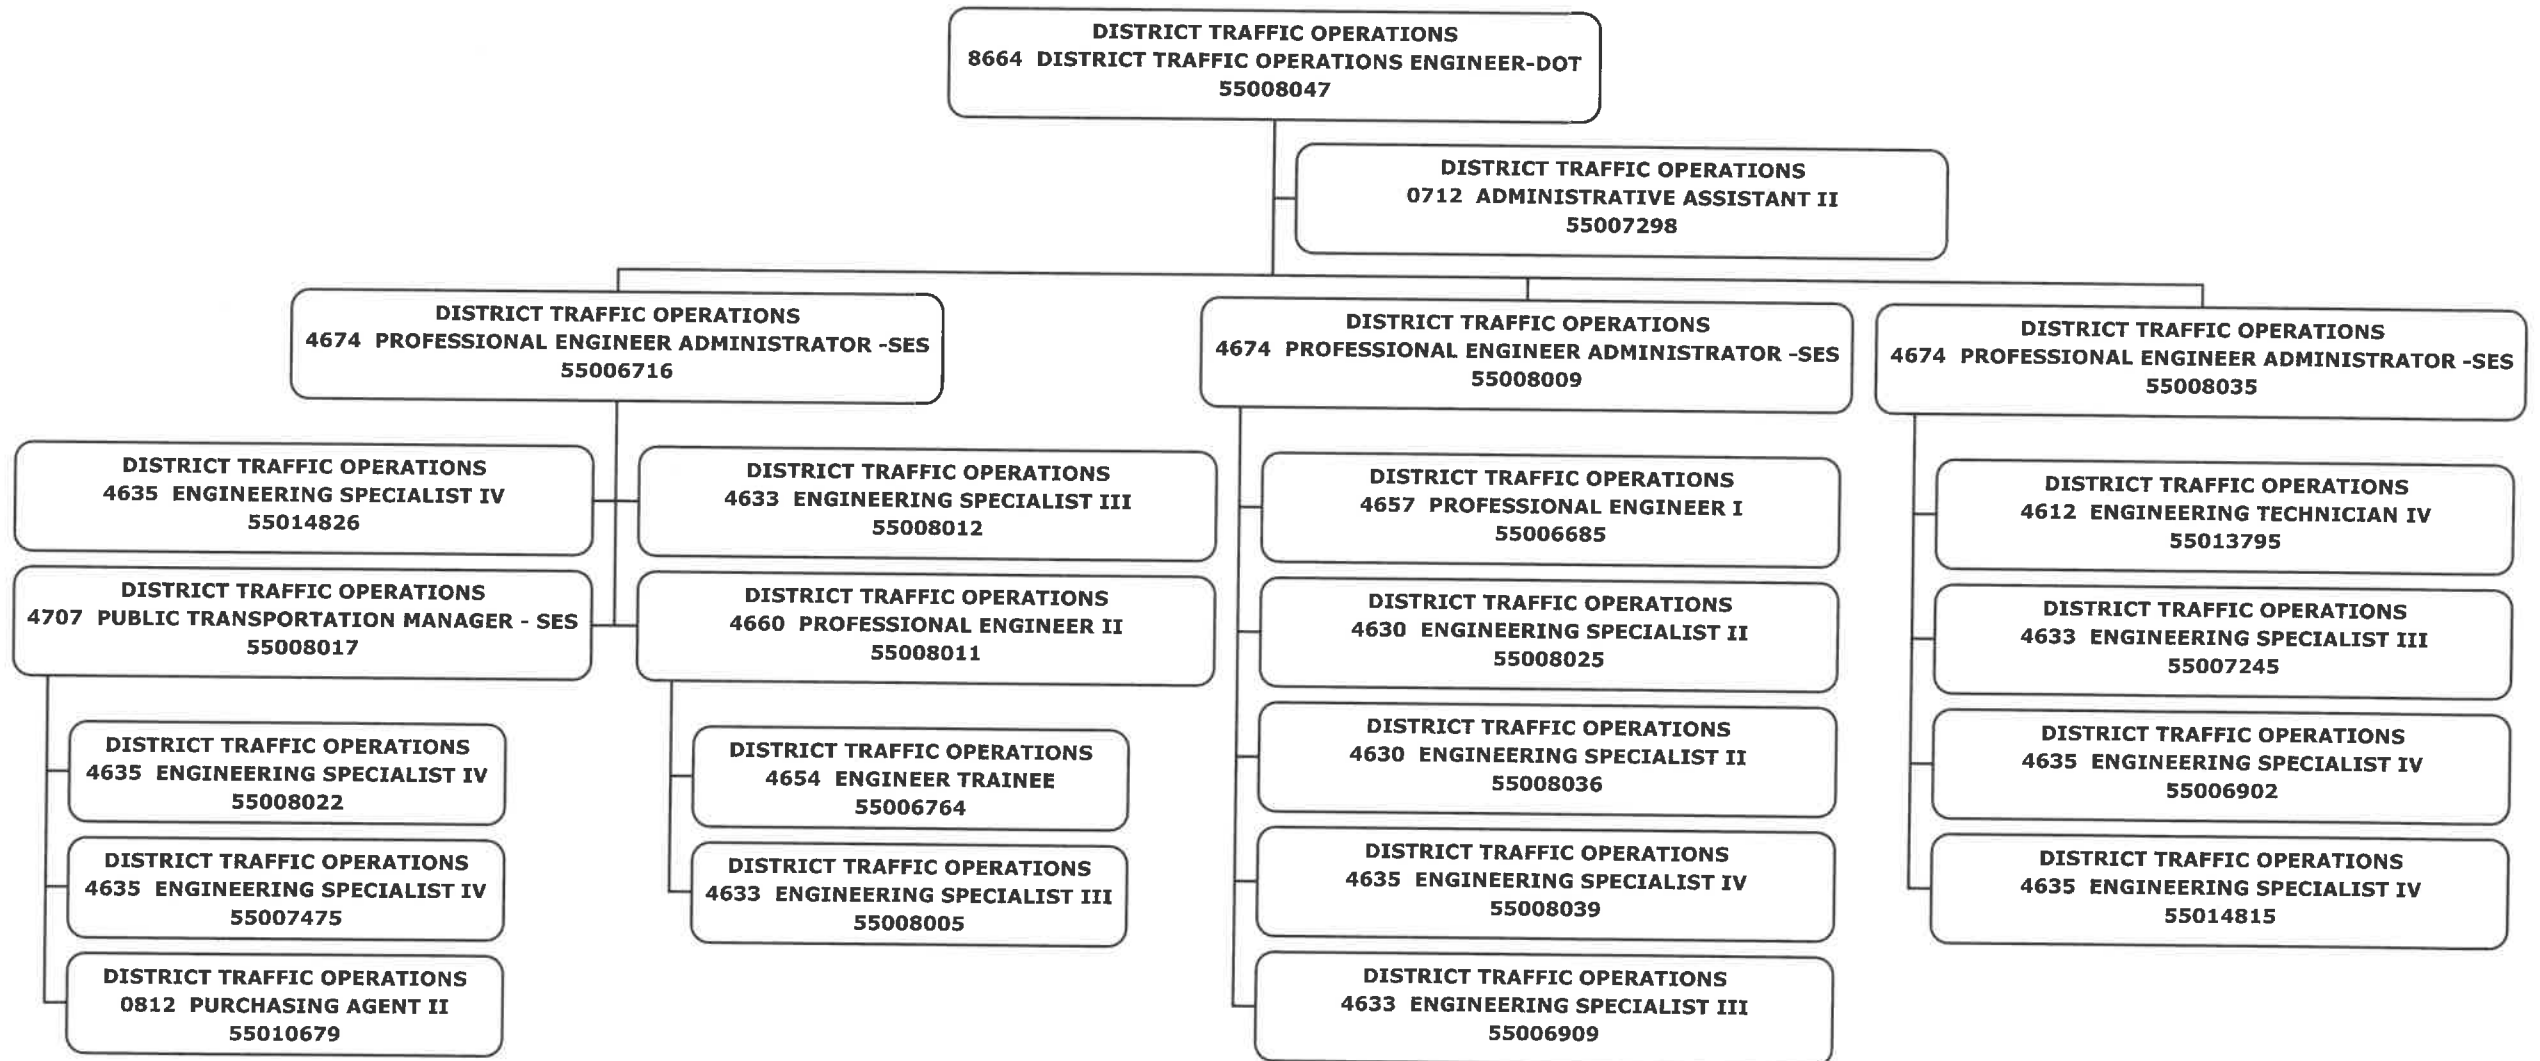 DISTRICT TRAFFIC OPERATIONS
8664 DISTRICT TRAFFIC OPERATIONS ENGINEER-DOT
55008047
DISTRICT TRAFFIC OPERATIONS
0712 ADMINISTRATIVE ASSISTANT II
55007298
DISTRICT TRAFFIC OPERATIONS
4674 PROFESSIONAL ENGINEER ADMINISTRATOR -SES
55006716
DISTRICT TRAFFIC OPERATIONS
4674 PROFESSIONAL ENGINEER ADMINISTRATOR -SES
55008009
DISTRICT TRAFFIC OPERATIONS
4674 PROFESSIONAL ENGINEER ADMINISTRATOR -SES
55008035
DISTRICT TRAFFIC OPERATIONS
4635 ENGINEERING SPECIALIST IV
55014826
DISTRICT TRAFFIC OPERATIONS
4633 ENGINEERING SPECIALIST III
55008012
DISTRICT TRAFFIC OPERATIONS
4707 PUBLIC TRANSPORTATION MANAGER - SES
55008017
DISTRICT TRAFFIC OPERATIONS
4660 PROFESSIONAL ENGINEER II
55008011
DISTRICT TRAFFIC OPERATIONS
4635 ENGINEERING SPECIALIST IV
55008022
DISTRICT TRAFFIC OPERATIONS
4635 ENGINEERING SPECIALIST IV
55007475
DISTRICT TRAFFIC OPERATIONS
0812 PURCHASING AGENT II
55010679
DISTRICT TRAFFIC OPERATIONS
4654 ENGINEER TRAINEE
55006764
DISTRICT TRAFFIC OPERATIONS
4633 ENGINEERING SPECIALIST III
55008005
DISTRICT TRAFFIC OPERATIONS
4657 PROFESSIONAL ENGINEER I
55006685
DISTRICT TRAFFIC OPERATIONS
4630 ENGINEERING SPECIALIST II
55008025
DISTRICT TRAFFIC OPERATIONS
4630 ENGINEERING SPECIALIST II
55008036
DISTRICT TRAFFIC OPERATIONS
4635 ENGINEERING SPECIALIST IV
55008039
DISTRICT TRAFFIC OPERATIONS
4633 ENGINEERING SPECIALIST III
55006909
DISTRICT TRAFFIC OPERATIONS
4612 ENGINEERING TECHNICIAN IV
55013795
DISTRICT TRAFFIC OPERATIONS
4633 ENGINEERING SPECIALIST III
55007245
DISTRICT TRAFFIC OPERATIONS
4635 ENGINEERING SPECIALIST IV
55006902
DISTRICT TRAFFIC OPERATIONS
4635 ENGINEERING SPECIALIST IV
55014815